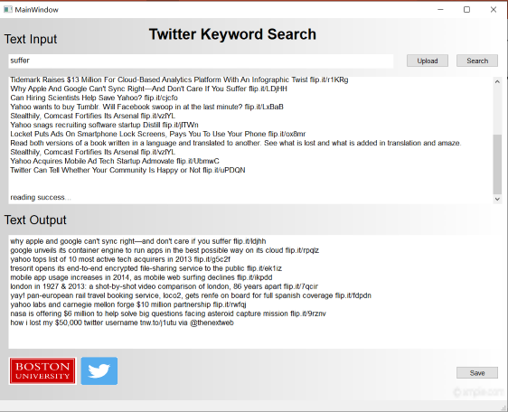 MainWindow
Twitter Keyword Search
Text Input
suffer
Upload
Search
Tidemark Raises $13 Million For Cloud-Based Analytics Platform With An Infographic Twist flip.it/r1KRg
Why Apple And Google Can't Sync Right—And Don't Care If You Suffer flip.it/LDjHH
Can Hiring Scientists Help Save Yahoo? flip.it/cjcfo
Yahoo wants to buy Tumblr. Will Facebook swoop in at the last minute? flip.it/LxBaB
Stealthily, Comcast Fortifies Its Arsenal flip.it/vzlYL
Yahoo snags recruiting software startup Distill flip.it/jlTWn
Locket Puts Ads On Smartphone Lock Screens, Pays You To Use Your Phone flip.it/ox8mr
Read both versions of a book written in a language and translated to another. See what is lost and what is added in translation and amaze.
Stealthily, Comcast Fortifies Its Arsenal flip.it/vzlYL
Yahoo Acquires Mobile Ad Tech Startup Admovate flip.it/UbmwC
Twitter Can Tell Whether Your Community Is Happy or Not flip.it/uPDQN
reading success...
Text Output
why apple and google can't sync right—and don't care if you suffer flip.it/ldjhh
google unveils its container engine to run apps in the best possible way on its cloud flip.it/rpqlz
yahoo tops list of 10 most active tech acquirers in 2013 flip.it/g5c2f
tresorit opens its end-to-end encrypted file-sharing service to the public flip.it/ek1iz
mobile app usage increases in 2014, as mobile web surfing declines flip.it/ikpdd
london in 1927 & 2013: a shot-by-shot video comparison of london, 86 years apart flip.it/7qcir
yay! pan-european rail travel booking service, loco2, gets renfe on board for full spanish coverage flip.it/fdpdn
yahoo labs and carnegie mellon forge $10 million partnership flip.it/rwfqj
nasa is offering $6 million to help solve big questions facing asteroid capture mission flip.it/9rznv
how i lost my $50,000 twitter username tnw.to/j1utu via @thenextweb
BOSTON
UNIVERSITY
Save